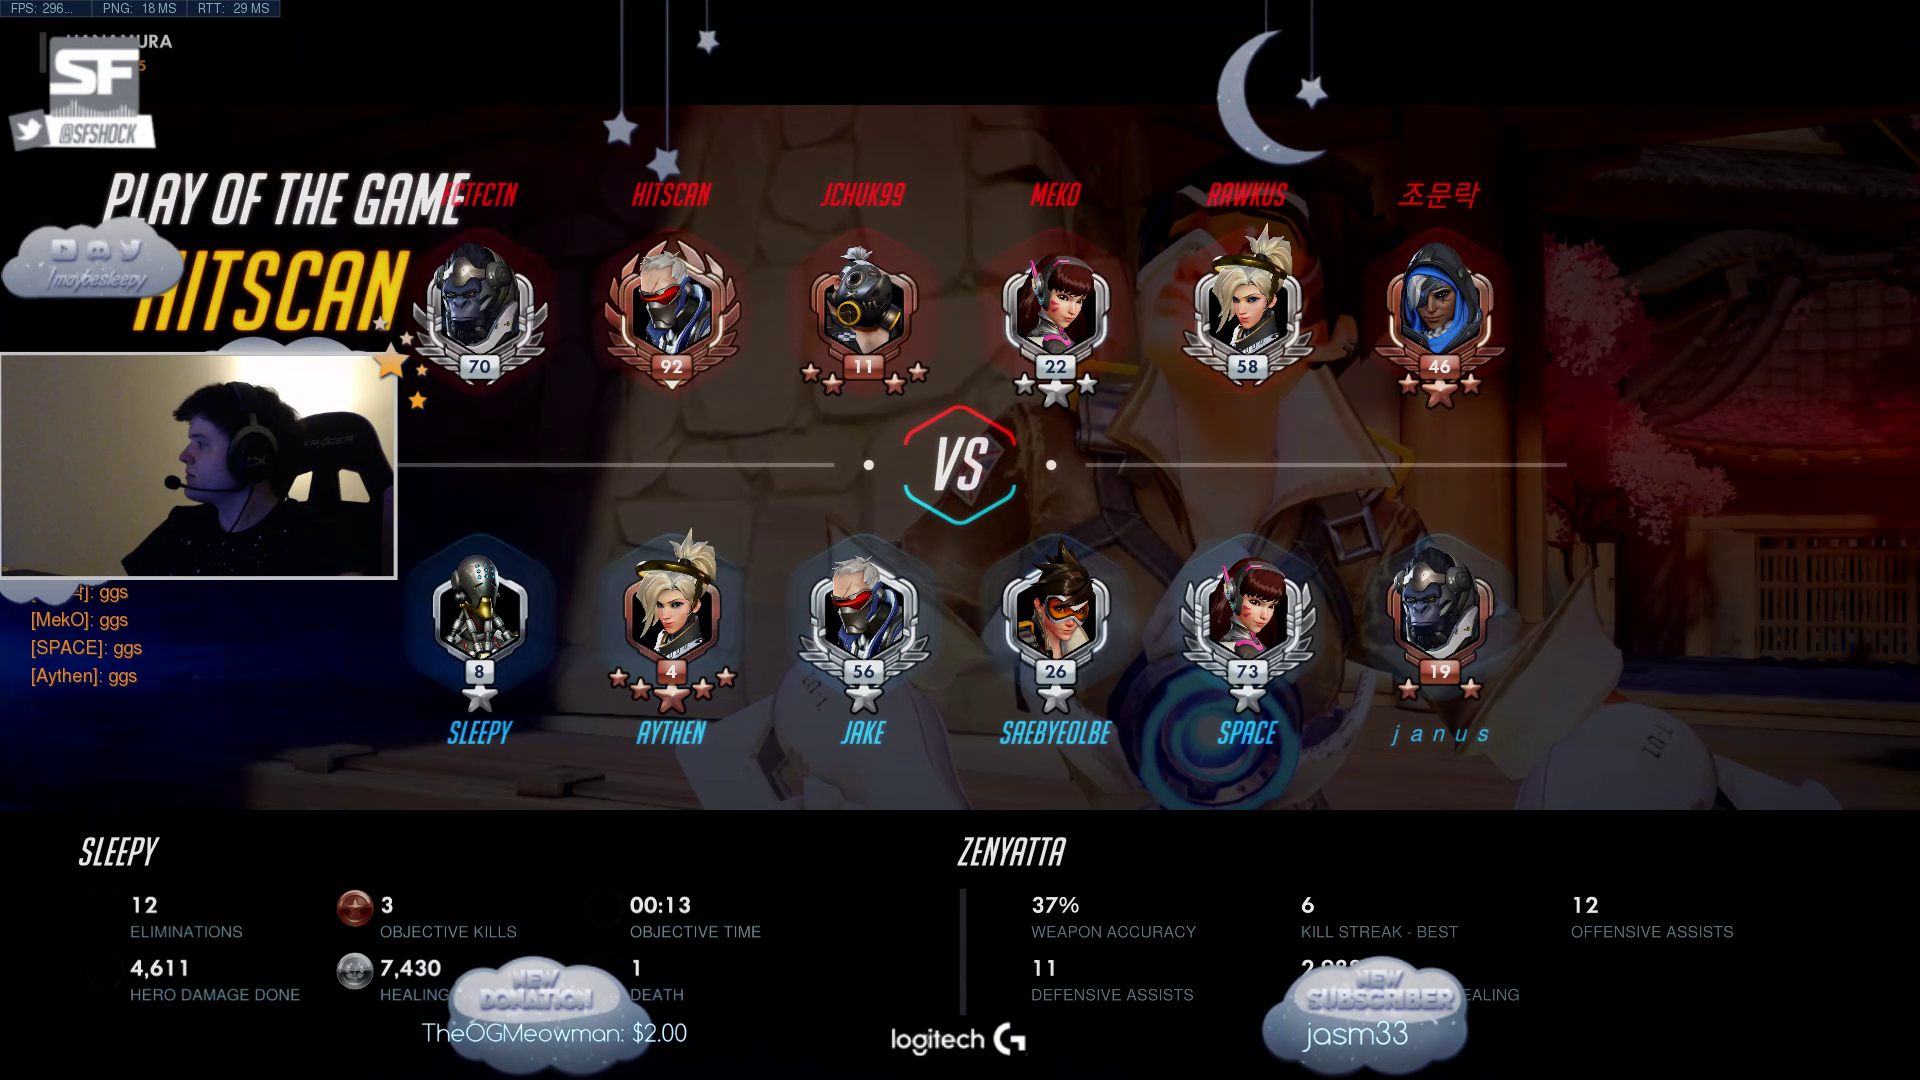 FPS: 296... PNG: 18 MS RTT: 29 MS
SF
@SFSHOCK
PLAY OF THE GAME
HITSCAN
/maybesleepy
HITSCAN JCHUK99 MEKO RAWKUS 조문락
70 92 11 22 58 46
XRACER
VS
[MekO]: ggs
[SPACE]: ggs
[Aythen]: ggs
8 4 56 26 73 19
SLEEPY AYTHEN JAKE SAEBYEOLBE SPACE janus
SLEEPY
12
ELIMINATIONS
3
OBJECTIVE KILLS
00:13
OBJECTIVE TIME
4,611
HERO DAMAGE DONE
7,430
HEALING
1
DEATH
ZENYATTA
37%
WEAPON ACCURACY
6
KILL STREAK - BEST
12
OFFENSIVE ASSISTS
11
DEFENSIVE ASSISTS
NEW
DONATION
TheOGMeowman: $2.00
logitech G
NEW
SUBSCRIBER
jasm33